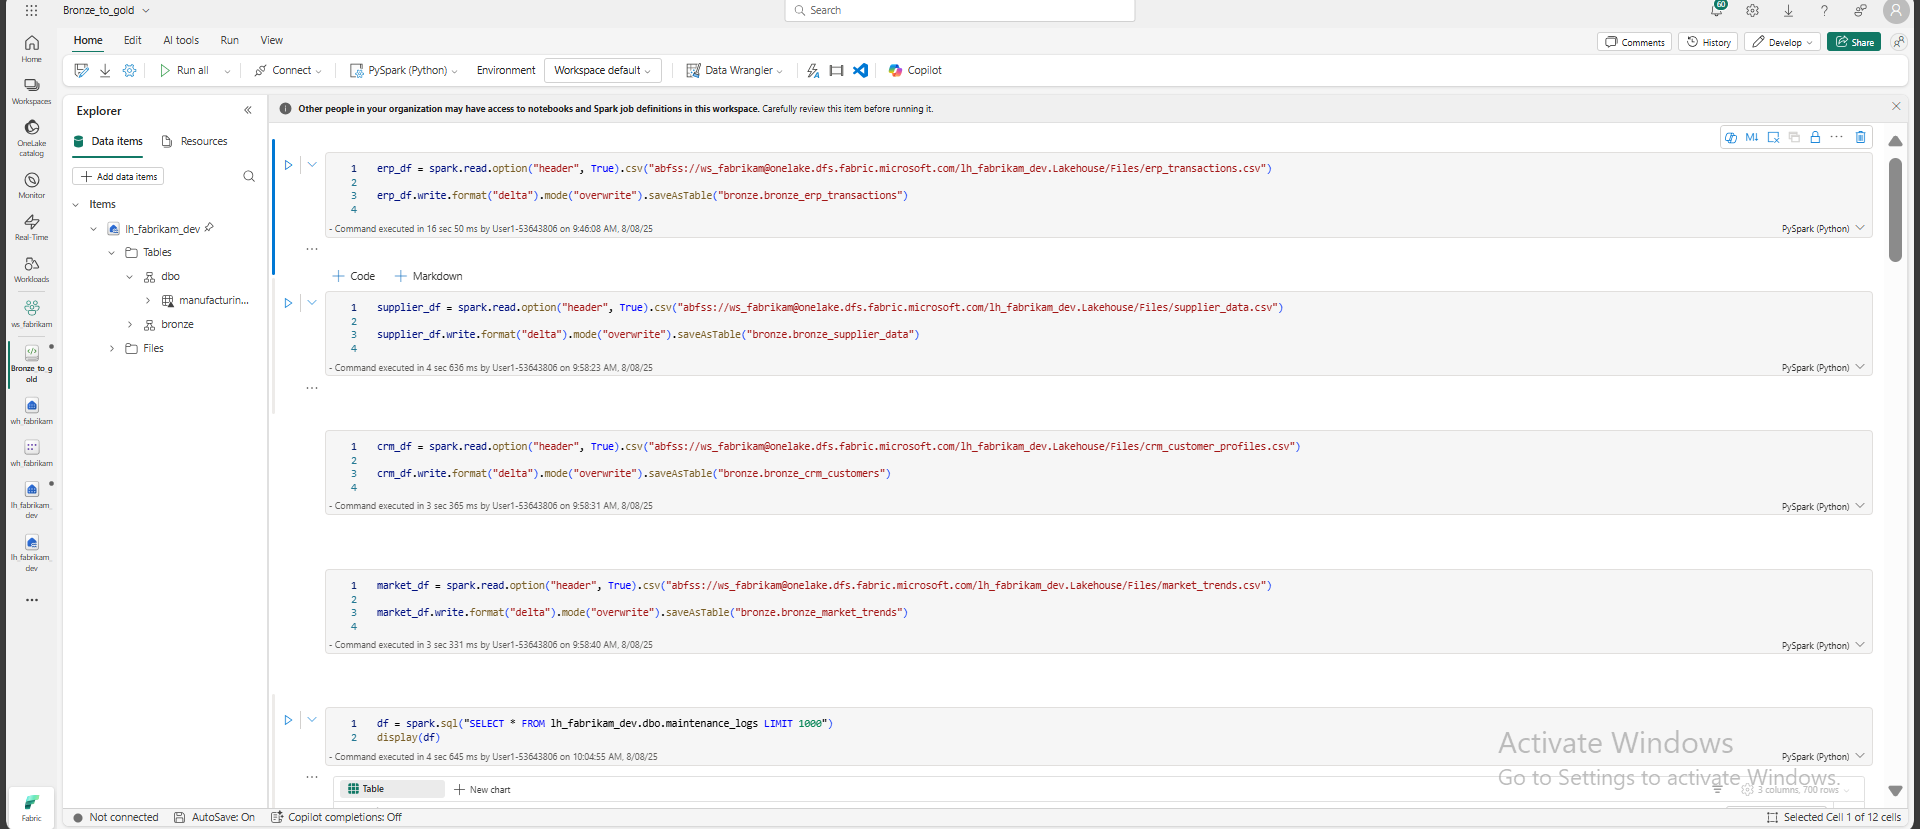 Bronze_to_gold
Search
60
Home Edit AI tools Run View
Comments History Develop Share
Run all Connect PySpark (Python) Environment Workspace default Data Wrangler Copilot
Home
Workspaces
OneLake
catalog
Monitor
Real-Time
Workloads
ws_fabrikam
Bronze_to_g
old
wh_fabrikam
wh_fabrikam
lh_fabrikam_
dev
lh_fabrikam_
dev
Fabric
Explorer
Data items Resources
Add data items
Items
lh_fabrikam_dev
Tables
dbo
manufacturin...
bronze
Files
Other people in your organization may have access to notebooks and Spark job definitions in this workspace. Carefully review this item before running it.
M↓
1 erp_df = spark.read.option("header", True).csv("abfss://ws_fabrikam@onelake.dfs.fabric.microsoft.com/lh_fabrikam_dev.Lakehouse/Files/erp_transactions.csv")
2
3 erp_df.write.format("delta").mode("overwrite").saveAsTable("bronze.bronze_erp_transactions")
4
- Command executed in 16 sec 50 ms by User1-53643806 on 9:46:08 AM, 8/08/25
PySpark (Python)
...
Code Markdown
1 supplier_df = spark.read.option("header", True).csv("abfss://ws_fabrikam@onelake.dfs.fabric.microsoft.com/lh_fabrikam_dev.Lakehouse/Files/supplier_data.csv")
2
3 supplier_df.write.format("delta").mode("overwrite").saveAsTable("bronze.bronze_supplier_data")
4
- Command executed in 4 sec 636 ms by User1-53643806 on 9:58:23 AM, 8/08/25
PySpark (Python)
...
1 crm_df = spark.read.option("header", True).csv("abfss://ws_fabrikam@onelake.dfs.fabric.microsoft.com/lh_fabrikam_dev.Lakehouse/Files/crm_customer_profiles.csv")
2
3 crm_df.write.format("delta").mode("overwrite").saveAsTable("bronze.bronze_crm_customers")
4
- Command executed in 3 sec 365 ms by User1-53643806 on 9:58:31 AM, 8/08/25
PySpark (Python)
1 market_df = spark.read.option("header", True).csv("abfss://ws_fabrikam@onelake.dfs.fabric.microsoft.com/lh_fabrikam_dev.Lakehouse/Files/market_trends.csv")
2
3 market_df.write.format("delta").mode("overwrite").saveAsTable("bronze.bronze_market_trends")
4
- Command executed in 3 sec 331 ms by User1-53643806 on 9:58:40 AM, 8/08/25
PySpark (Python)
1 df = spark.sql("SELECT * FROM lh_fabrikam_dev.dbo.maintenance_logs LIMIT 1000")
2 display(df)
- Command executed in 4 sec 645 ms by User1-53643806 on 10:04:55 AM, 8/08/25
PySpark (Python)
...
Table New chart
3 columns, 700 rows
Activate Windows
Go to Settings to activate Windows.
Not connected AutoSave: On Copilot completions: Off
Selected Cell 1 of 12 cells